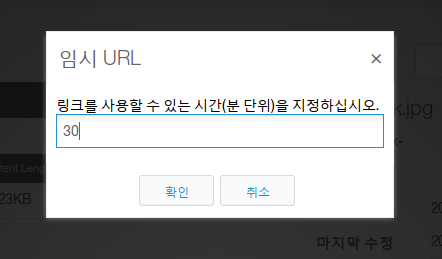 임시 URL
×
링크를 사용할 수 있는 시간(분 단위)을 지정하십시오.
k.jpg
30
k-
tent Leng
23KB
확인 취소
마지막 수정
20
20